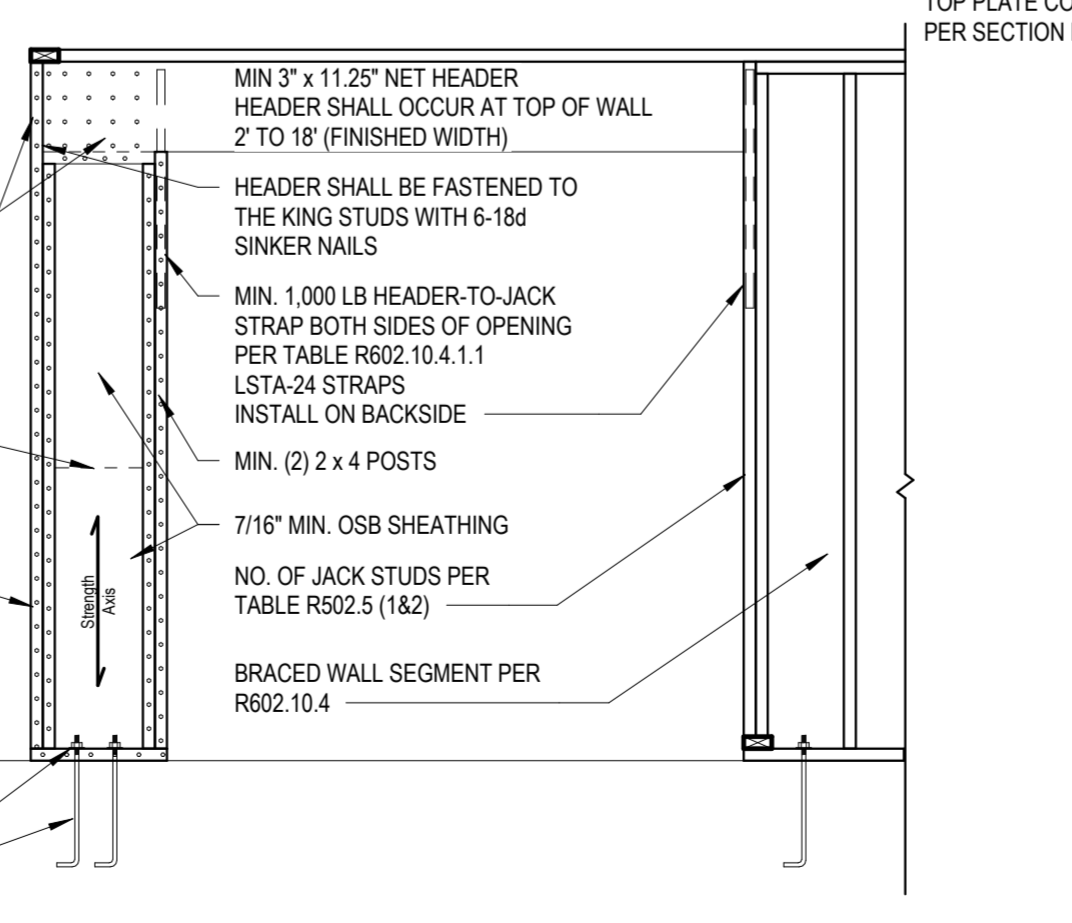 TOP PLATE CO
PER SECTION
MIN 3" x 11.25" NET HEADER
HEADER SHALL OCCUR AT TOP OF WALL
2' TO 18' (FINISHED WIDTH)
HEADER SHALL BE FASTENED TO
THE KING STUDS WITH 6-18d
SINKER NAILS
MIN. 1,000 LB HEADER-TO-JACK
STRAP BOTH SIDES OF OPENING
PER TABLE R602.10.4.1.1
LSTA-24 STRAPS
INSTALL ON BACKSIDE
MIN. (2) 2 x 4 POSTS
7/16" MIN. OSB SHEATHING
NO. OF JACK STUDS PER
TABLE R502.5 (1&2)
BRACED WALL SEGMENT PER
R602.10.4
Strength
Axis